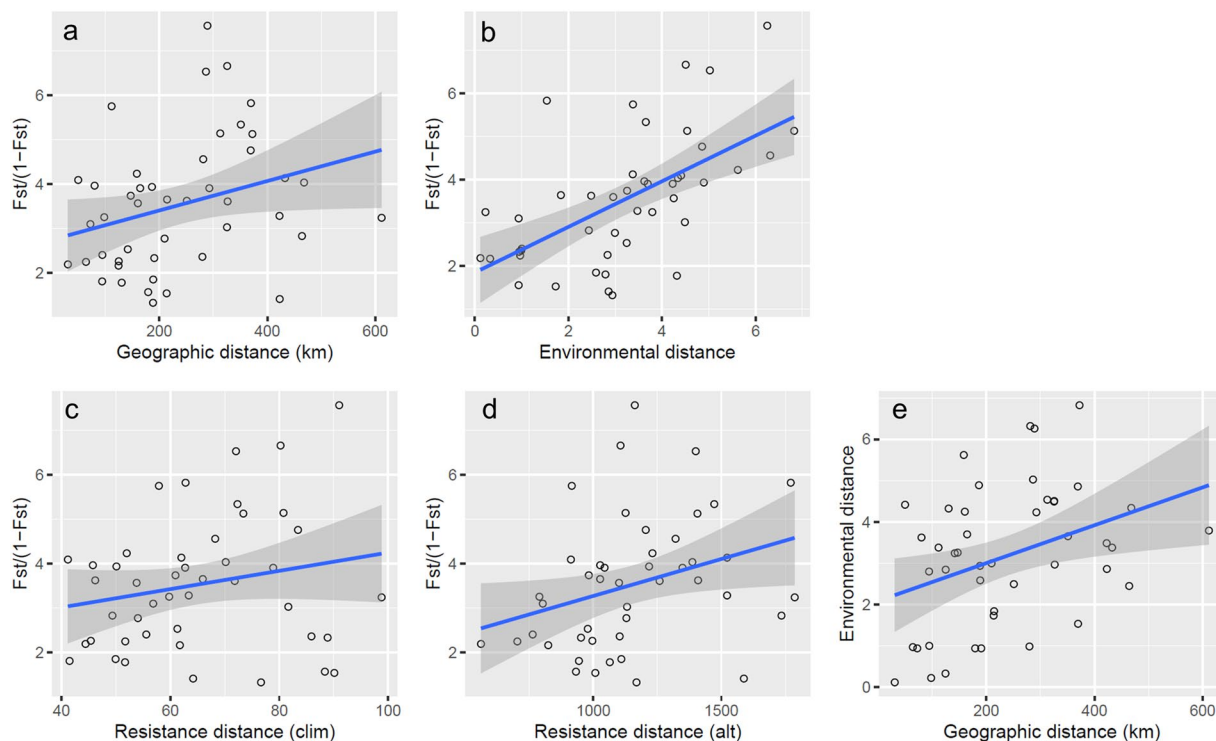 a
Fst/(1−Fst)
6
4
2
200
400
600
Geographic distance (km)
b
Fst/(1−Fst)
6
4
2
0
2
4
6
Environmental distance
c
Fst/(1−Fst)
6
4
2
40
60
80
100
Resistance distance (clim)
d
Fst/(1−Fst)
6
4
2
1000
1500
Resistance distance (alt)
e
Environmental distance
6
4
2
0
200
400
600
Geographic distance (km)